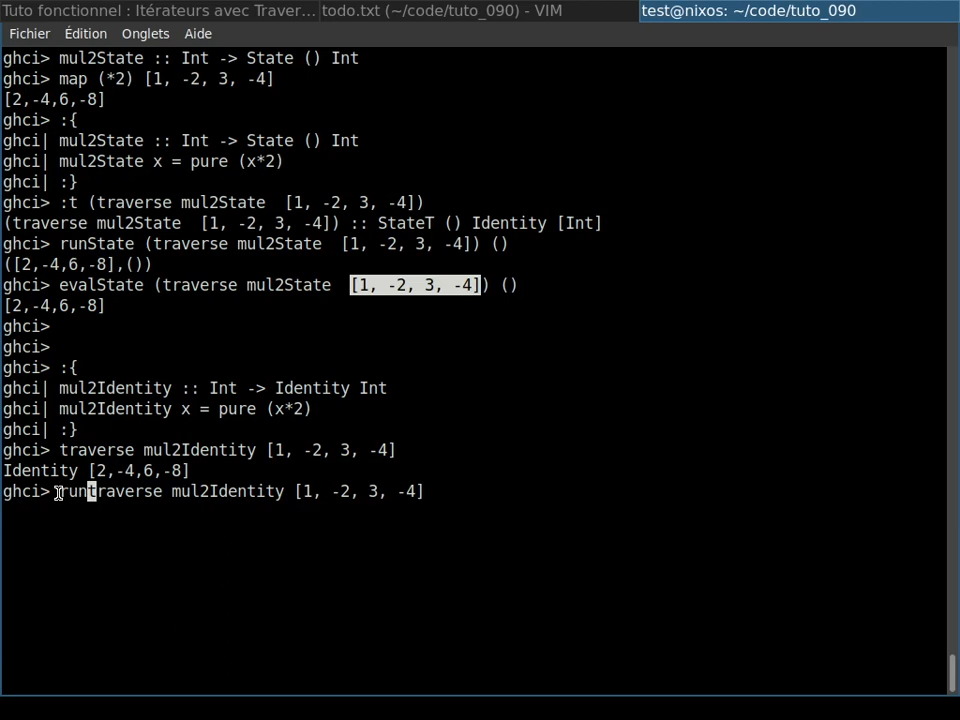 Tuto fonctionnel : Itérateurs avec Traver... todo.txt (~/code/tuto_090) - VIM test@nixos: ~/code/tuto_090
Fichier Édition Onglets Aide
ghci> mul2State :: Int -> State () Int
ghci> map (*2) [1, -2, 3, -4]
[2,-4,6,-8]
ghci> :{
ghci| mul2State :: Int -> State () Int
ghci| mul2State x = pure (x*2)
ghci| :}
ghci> :t (traverse mul2State  [1, -2, 3, -4])
(traverse mul2State  [1, -2, 3, -4]) :: StateT () Identity [Int]
ghci> runState (traverse mul2State  [1, -2, 3, -4]) ()
([2,-4,6,-8],())
ghci> evalState (traverse mul2State  [1, -2, 3, -4]) ()
[2,-4,6,-8]
ghci>
ghci>
ghci> :{
ghci| mul2Identity :: Int -> Identity Int
ghci| mul2Identity x = pure (x*2)
ghci| :}
ghci> traverse mul2Identity [1, -2, 3, -4]
Identity [2,-4,6,-8]
ghci> runtraverse mul2Identity [1, -2, 3, -4]